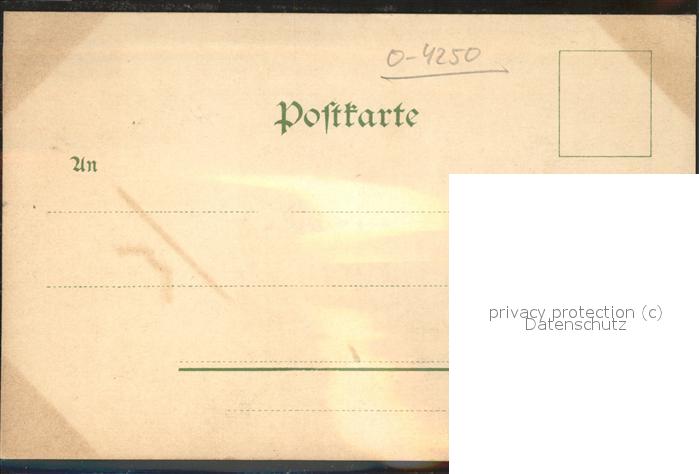 O-4250
Postkarte
An
privacy protection (c)
Datenschutz